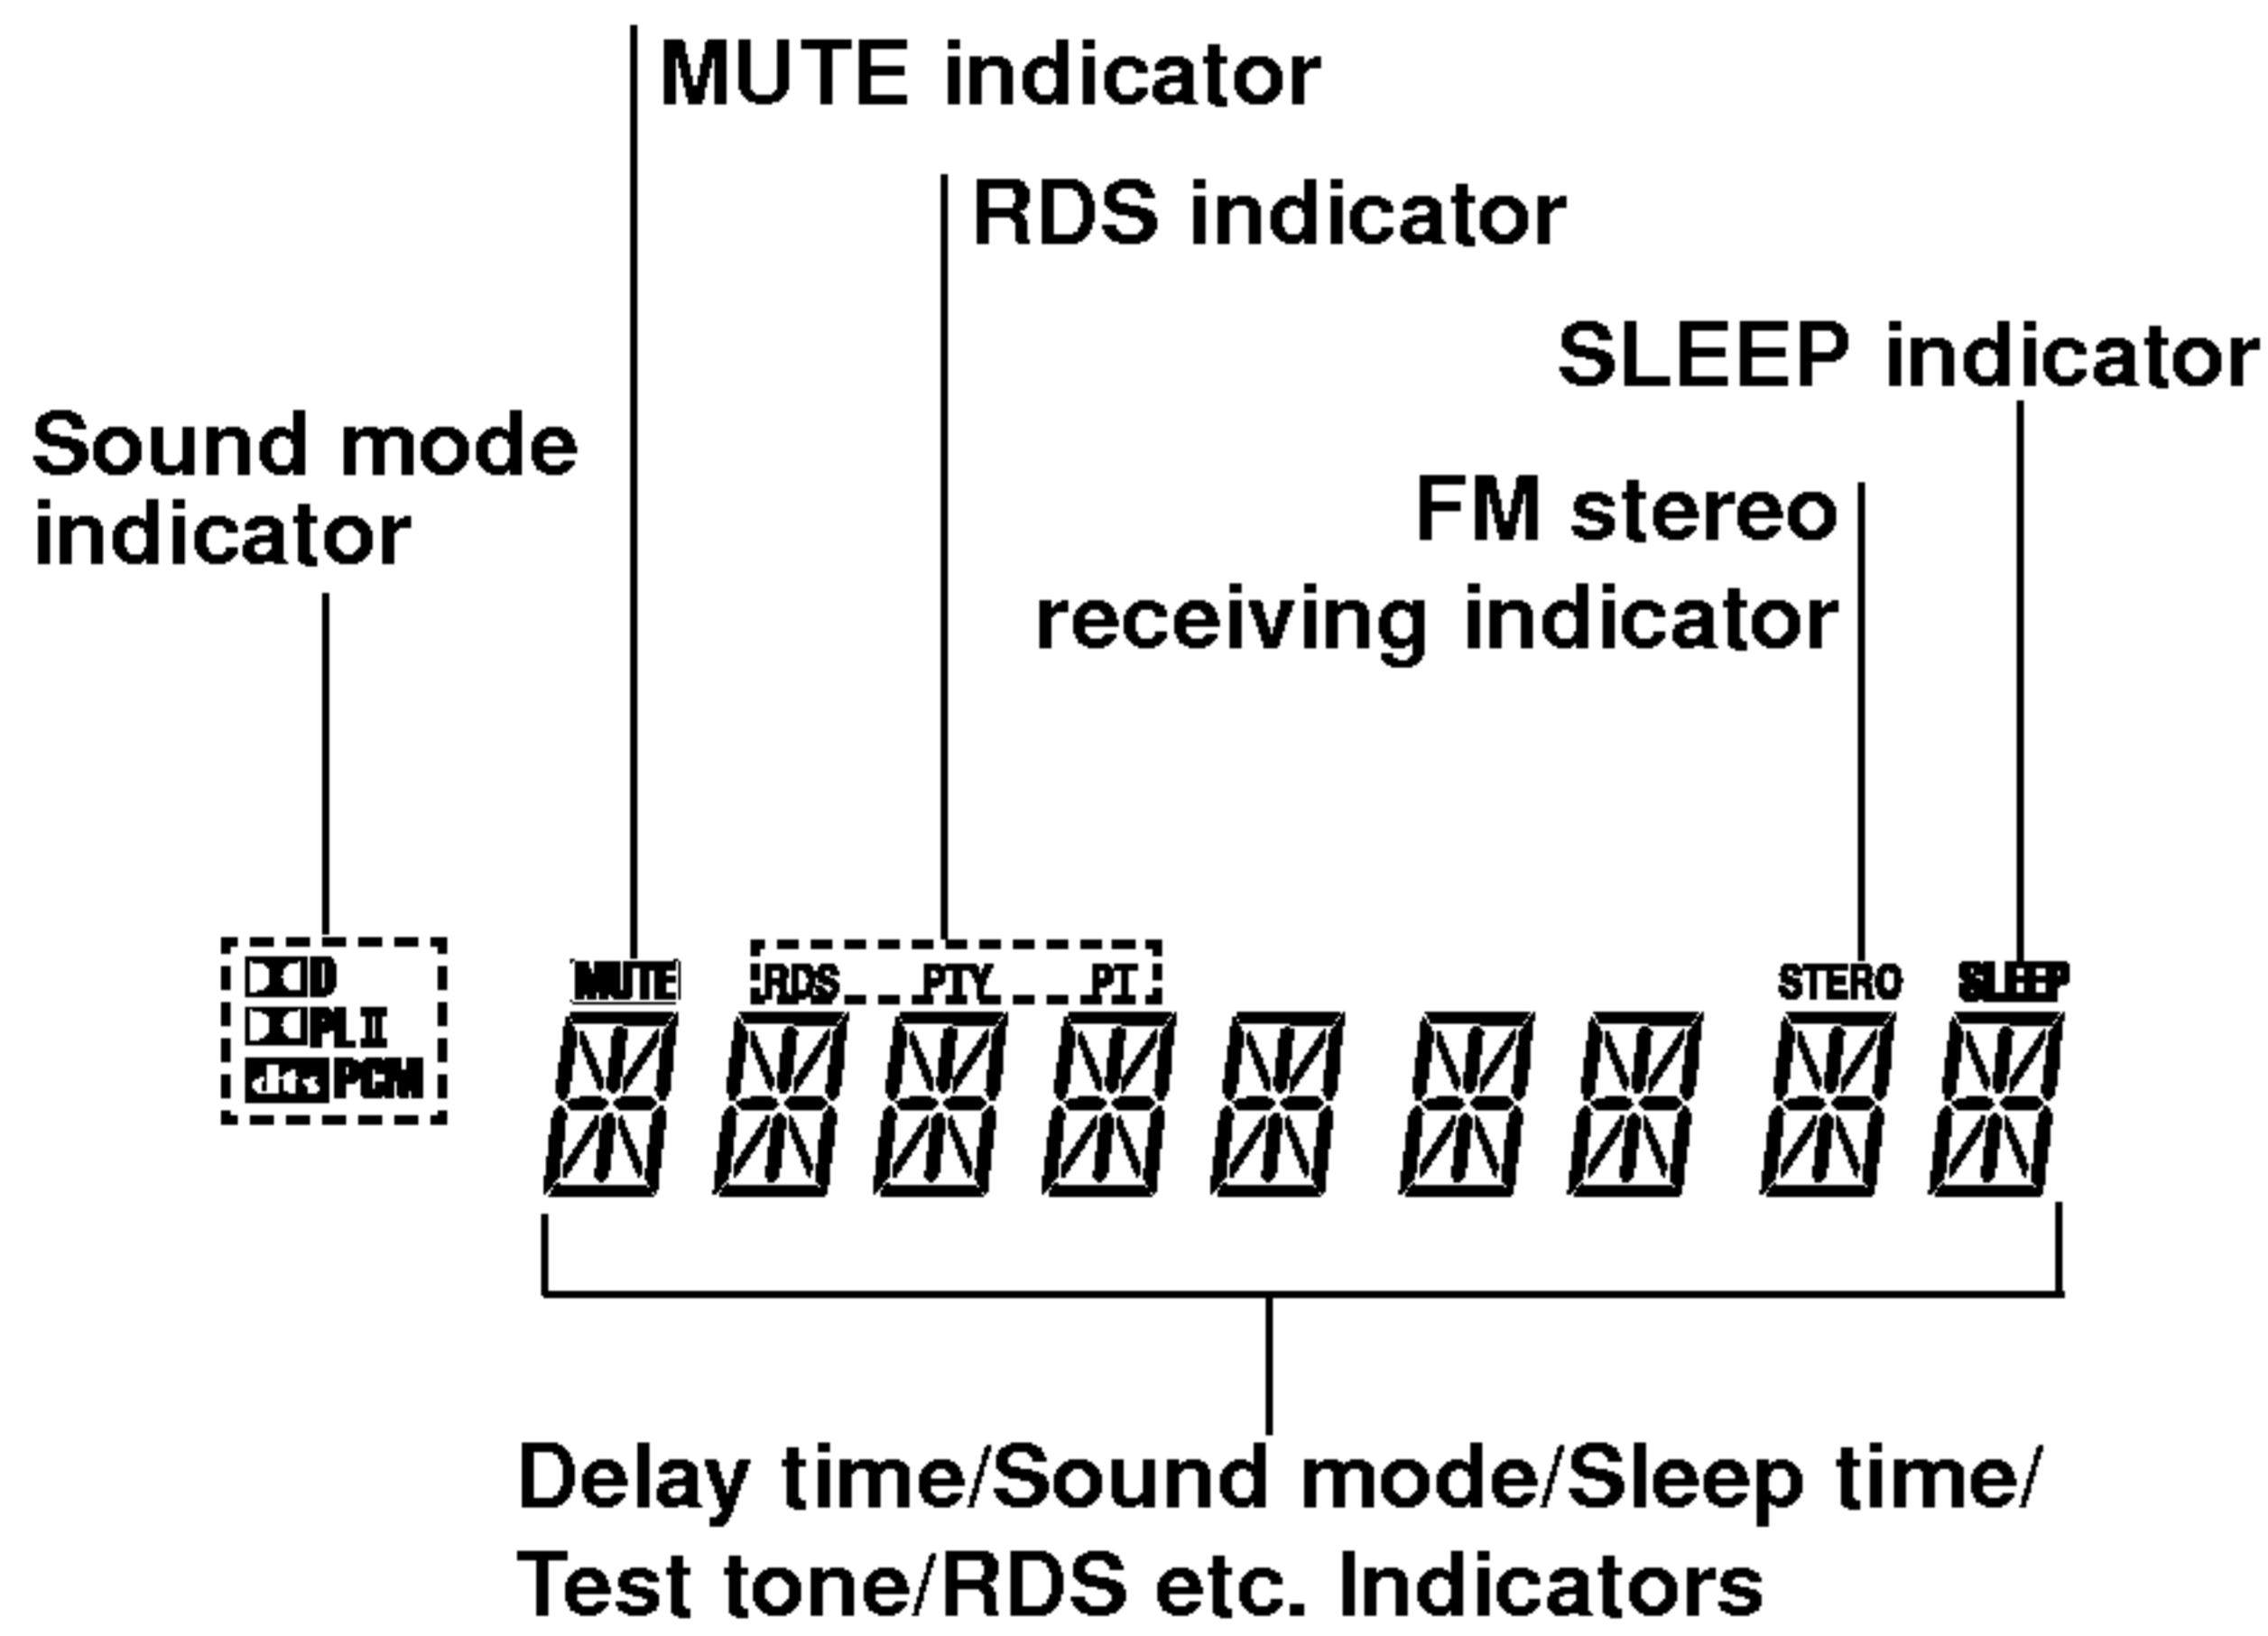 MUTE indicator
RDS indicator
SLEEP indicator
Sound mode
indicator
FM stereo
receiving indicator
D
PL II
dts PCM
MUTE
RDS PTY PT
STERO
SLEEP
Delay time/Sound mode/Sleep time/
Test tone/RDS etc. Indicators